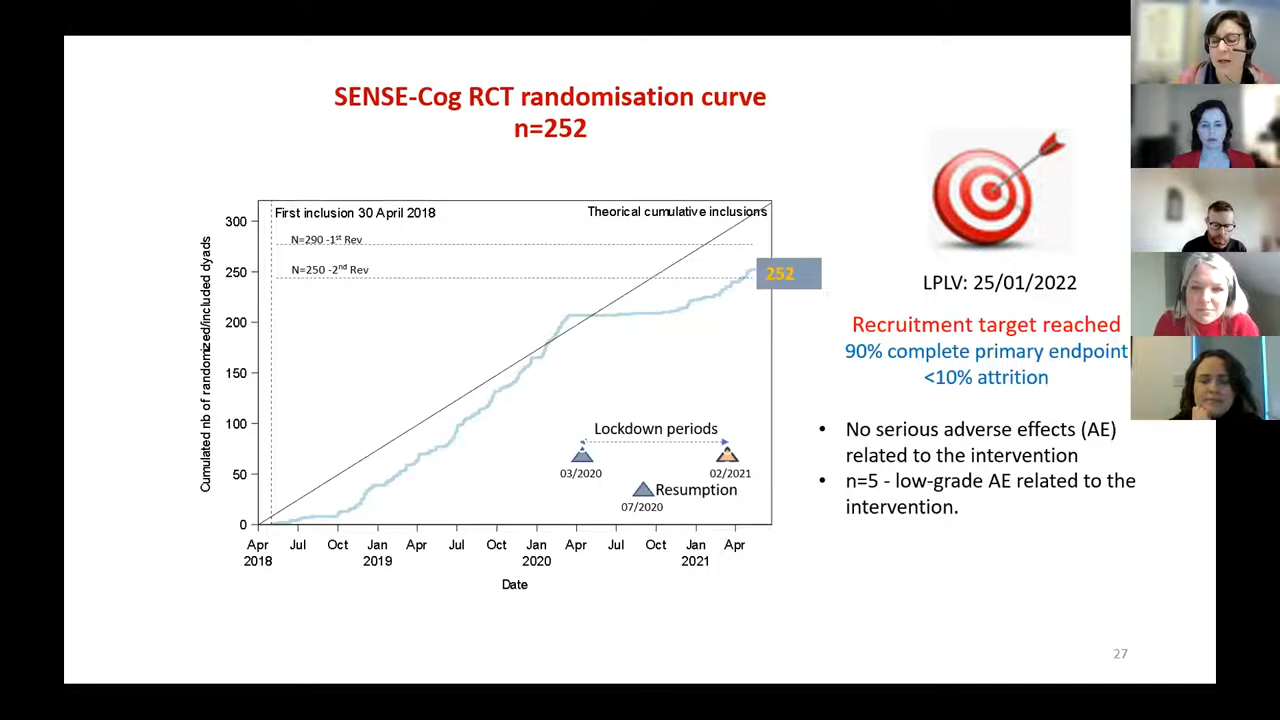 SENSE-Cog RCT randomisation curve
n=252
First inclusion 30 April 2018
Theorical cumulative inclusions
N=290 -1st Rev
N=250 -2nd Rev
252
Cumulated nb of randomized/included dyads
300
250
200
150
100
50
0
Lockdown periods
03/2020
02/2021
Resumption
07/2020
Apr
2018
Jul
Oct
Jan
2019
Apr
Jul
Oct
Jan
2020
Apr
Jul
Oct
Jan
2021
Apr
Date
LPLV: 25/01/2022
Recruitment target reached
90% complete primary endpoint
<10% attrition
• No serious adverse effects (AE)
related to the intervention
• n=5 - low-grade AE related to the
intervention.
27